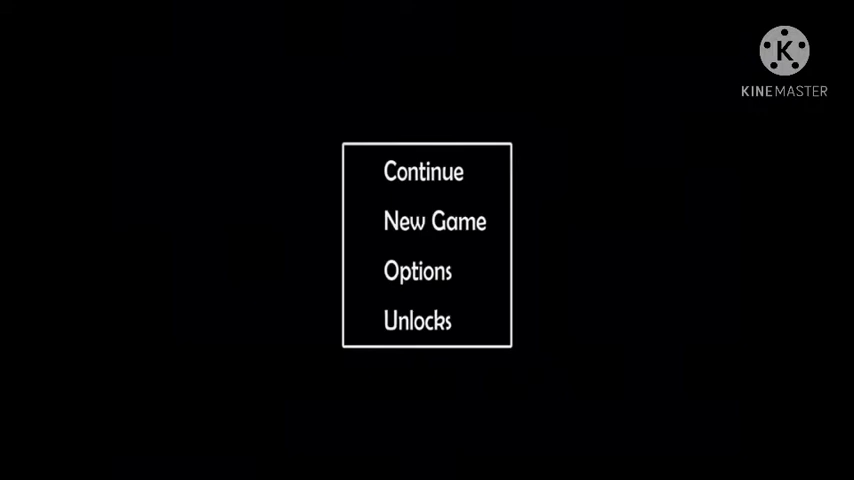 K
KINEMASTER
Continue
New Game
Options
Unlocks